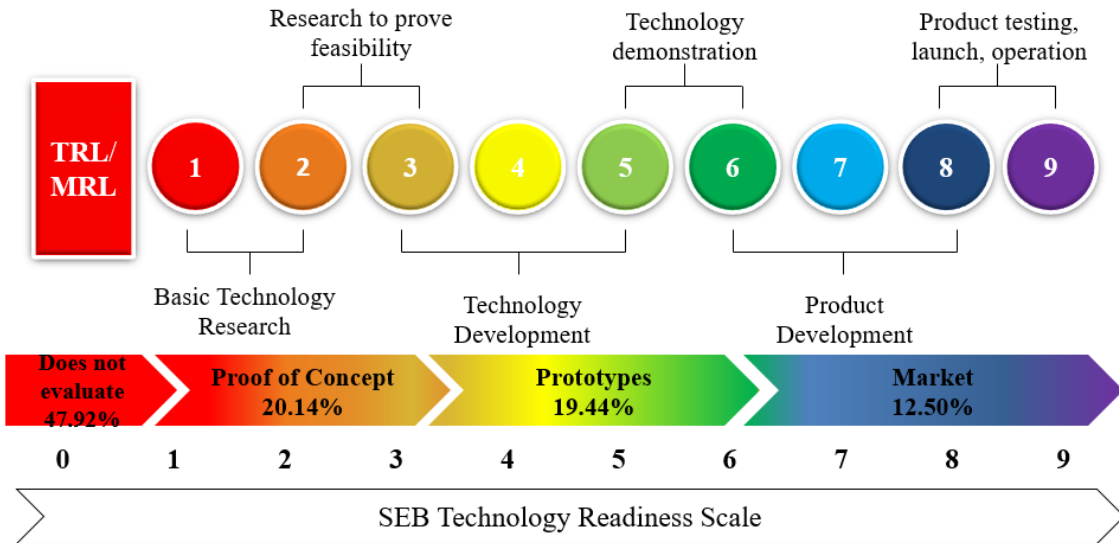 Research to prove
feasibility
Technology
demonstration
Product testing,
launch, operation
TRL/
MRL
1
2
3
4
5
6
7
8
9
Basic Technology
Research
Technology
Development
Product
Development
Does not
evaluate
47.92%
Proof of Concept
20.14%
Prototypes
19.44%
Market
12.50%
0 1 2 3 4 5 6 7 8 9
SEB Technology Readiness Scale